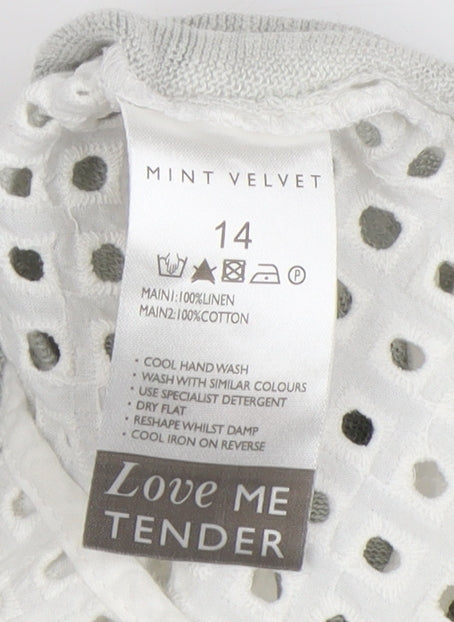 MINT VELVET
14
P
MAIN1:100%LINEN
MAIN2:100%COTTON
• COOL HAND WASH
• WASH WITH SIMILAR COLOURS
• USE SPECIALIST DETERGENT
• DRY FLAT
• RESHAPE WHILST DAMP
• COOL IRON ON REVERSE
Love ME
TENDER